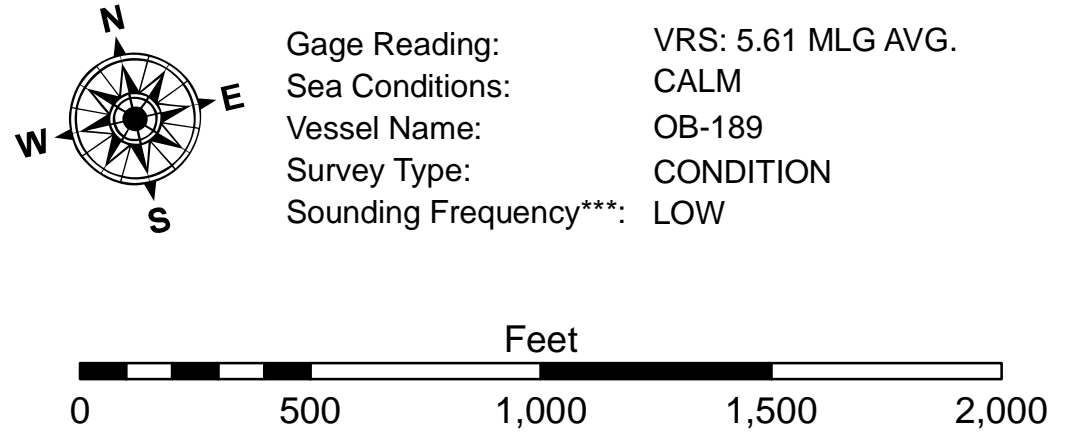 N
W
E
S
Gage Reading: VRS: 5.61 MLG AVG.
Sea Conditions: CALM
Vessel Name: OB-189
Survey Type: CONDITION
Sounding Frequency***: LOW
Feet
0 500 1,000 1,500 2,000